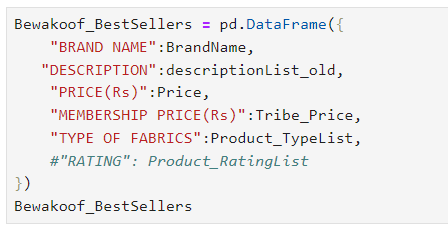 Bewakoof_BestSellers = pd.DataFrame({
    "BRAND NAME":BrandName,
   "DESCRIPTION":descriptionList_old,
    "PRICE(Rs)":Price,
    "MEMBERSHIP PRICE(Rs)":Tribe_Price,
    "TYPE OF FABRICS":Product_TypeList,
    #"RATING": Product_RatingList
})
Bewakoof_BestSellers